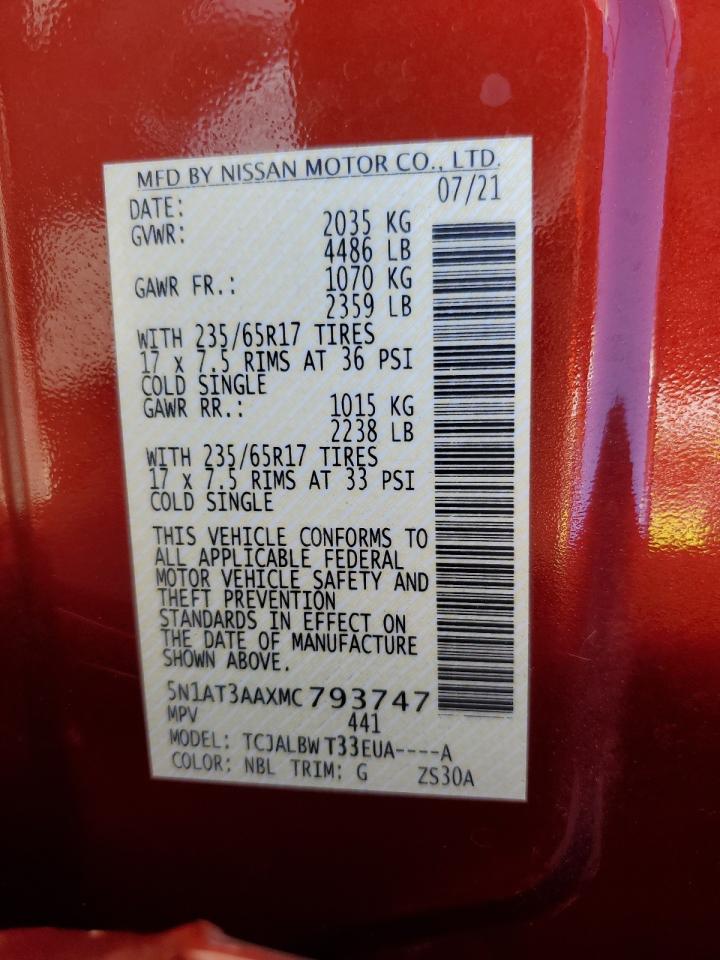 MFD BY NISSAN MOTOR CO., LTD.
DATE: 07/21
GVWR: 2035 KG
4486 LB
GAWR FR.: 1070 KG
2359 LB
WITH 235/65R17 TIRES
17 x 7.5 RIMS AT 36 PSI
COLD SINGLE
GAWR RR.: 1015 KG
2238 LB
WITH 235/65R17 TIRES
17 x 7.5 RIMS AT 33 PSI
COLD SINGLE
THIS VEHICLE CONFORMS TO
ALL APPLICABLE FEDERAL
MOTOR VEHICLE SAFETY AND
THEFT PREVENTION
STANDARDS IN EFFECT ON
THE DATE OF MANUFACTURE
SHOWN ABOVE.
5N1AT3AAXMC793747
MPV 441
MODEL: TCJALBWT33EUA----A
COLOR: NBL TRIM: G ZS30A